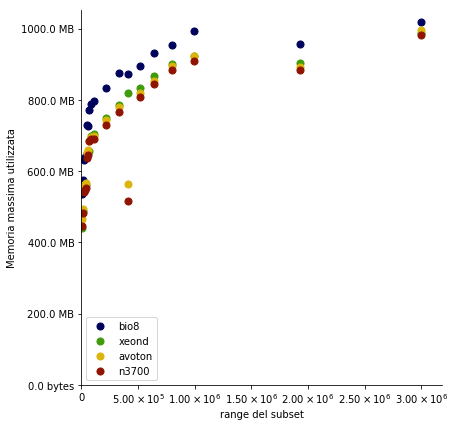 1000.0 MB
800.0 MB
600.0 MB
400.0 MB
200.0 MB
0.0 bytes
Memoria massima utilizzata
bio8
xeond
avoton
n3700
0 5.00 × 10⁵ 1.00 × 10⁶ 1.50 × 10⁶ 2.00 × 10⁶ 2.50 × 10⁶ 3.00 × 10⁶
range del subset